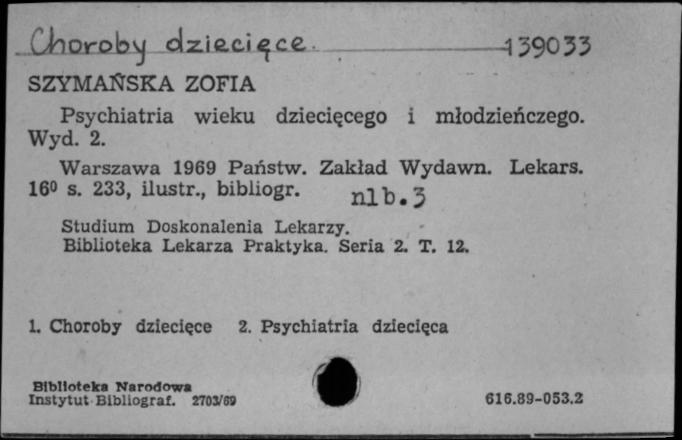 Choroby dziecięce. 139033
SZYMAŃSKA ZOFIA
Psychiatria wieku dziecięcego i młodzieńczego.
Wyd. 2.
Warszawa 1969 Państw. Zakład Wydawn. Lekars.
16⁰ s. 233, ilustr., bibliogr. nlb. 3
Studium Doskonalenia Lekarzy.
Biblioteka Lekarza Praktyka. Seria 2. T. 12.
1. Choroby dziecięce 2. Psychiatria dziecięca
Biblioteka Narodowa
Instytut Bibliograf. 2703/69 616.89-053.2